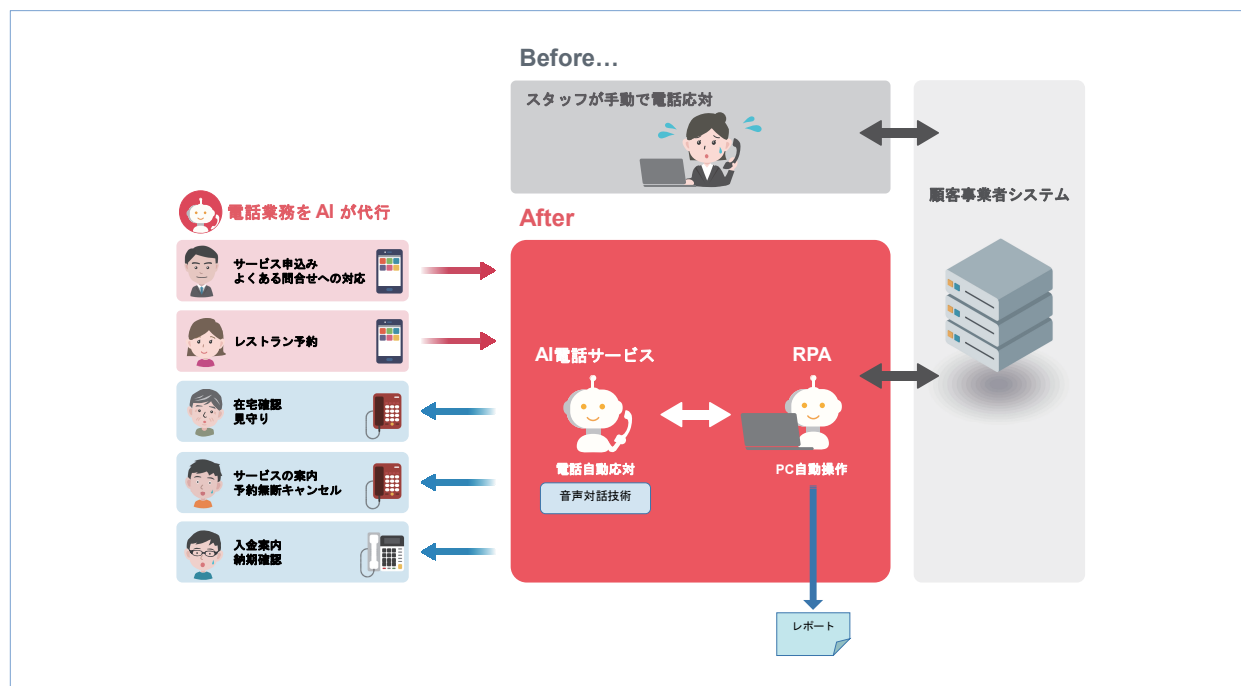 Before…
スタッフが手動で電話応対
顧客事業者システム
電話業務を AI が代行
After
サービス申込み
よくある問合せへの対応
レストラン予約
在宅確認
見守り
サービスの案内
予約無断キャンセル
入金案内
納期確認
AI電話サービス
RPA
電話自動応対
PC自動操作
音声対話技術
レポート